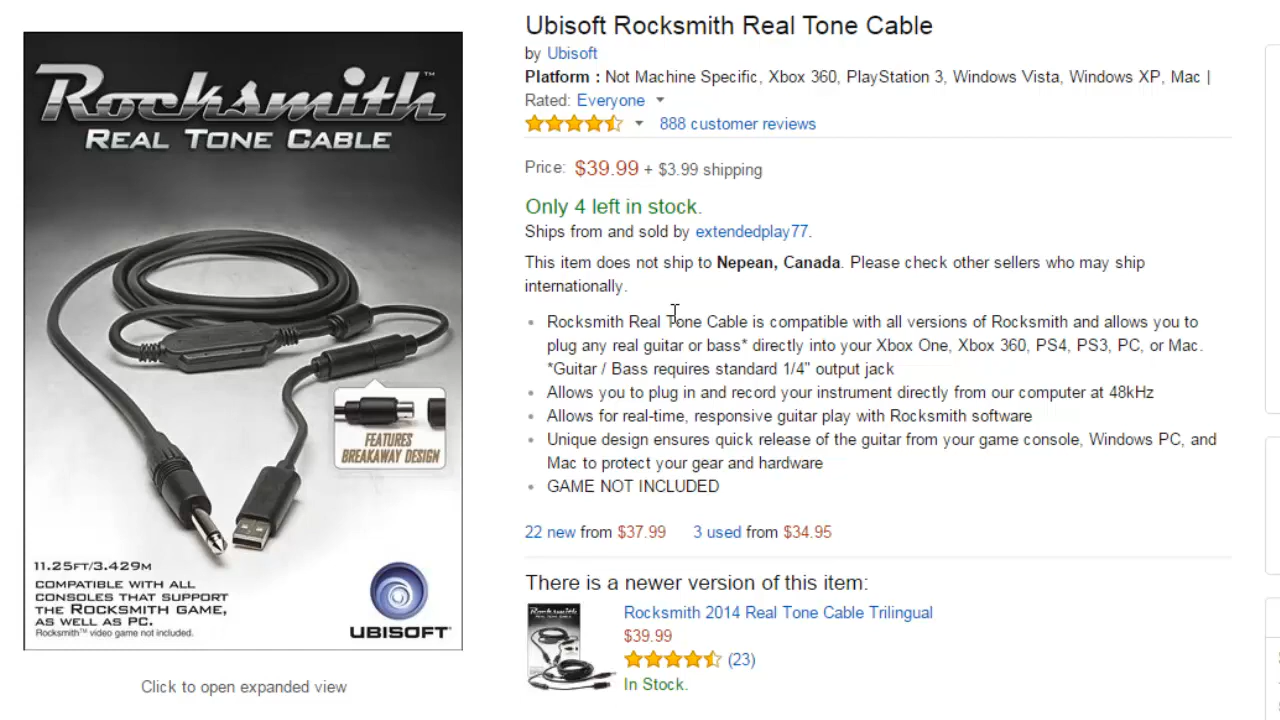 Rocksmith™
REAL TONE CABLE
FEATURES
BREAKAWAY DESIGN
11.25FT/3.429M
COMPATIBLE WITH ALL
CONSOLES THAT SUPPORT
THE ROCKSMITH GAME,
AS WELL AS PC.
Rocksmith™ video game not included.
UBISOFT
Click to open expanded view
Ubisoft Rocksmith Real Tone Cable
by Ubisoft
Platform : Not Machine Specific, Xbox 360, PlayStation 3, Windows Vista, Windows XP, Mac |
Rated: Everyone
888 customer reviews
Price: $39.99 + $3.99 shipping
Only 4 left in stock.
Ships from and sold by extendedplay77.
This item does not ship to Nepean, Canada. Please check other sellers who may ship
internationally.
Rocksmith Real Tone Cable is compatible with all versions of Rocksmith and allows you to
plug any real guitar or bass* directly into your Xbox One, Xbox 360, PS4, PS3, PC, or Mac.
*Guitar / Bass requires standard 1/4" output jack
Allows you to plug in and record your instrument directly from our computer at 48kHz
Allows for real-time, responsive guitar play with Rocksmith software
Unique design ensures quick release of the guitar from your game console, Windows PC, and
Mac to protect your gear and hardware
GAME NOT INCLUDED
22 new from $37.99 3 used from $34.95
There is a newer version of this item:
Rocksmith
Rocksmith 2014 Real Tone Cable Trilingual
$39.99
(23)
In Stock.